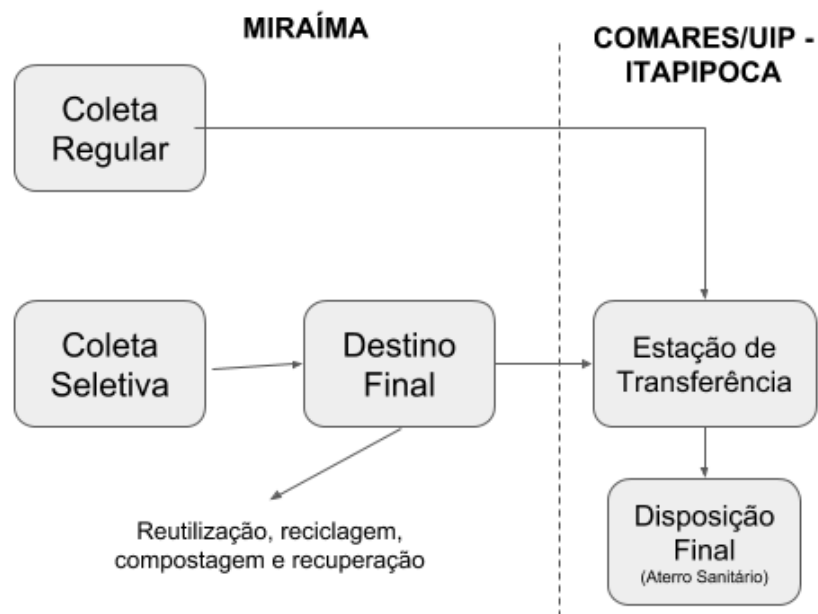 MIRAÍMA
COMARES/UIP -
ITAPIPOCA
Coleta
Regular
Coleta
Seletiva
Destino
Final
Estação de
Transferência
Reutilização, reciclagem,
compostagem e recuperação
Disposição
Final
(Aterro Sanitário)